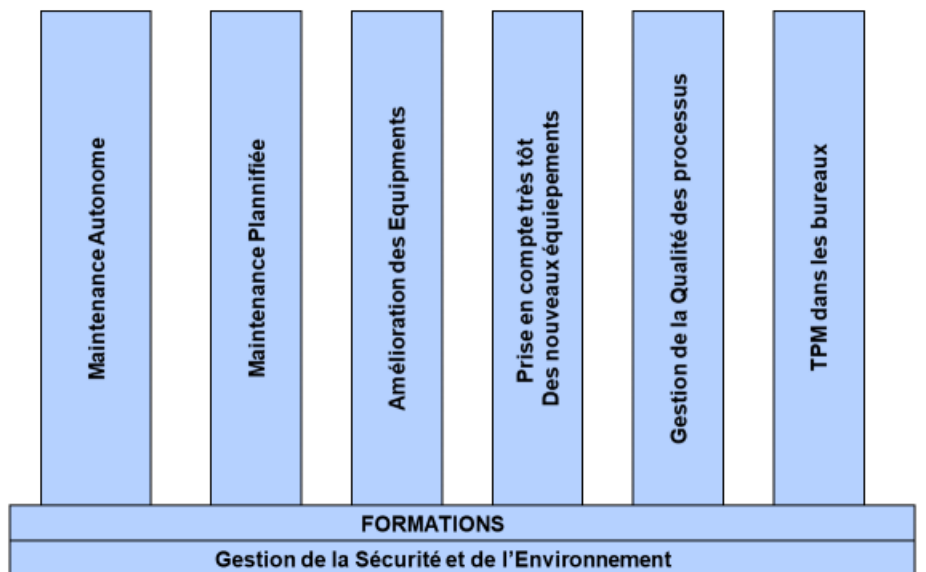 Maintenance Autonome
Maintenance Plannifiée
Amélioration des Equipments
Prise en compte très tôt
Des nouveaux équiepements
Gestion de la Qualité des processus
TPM dans les bureaux
FORMATIONS
Gestion de la Sécurité et de l’Environnement